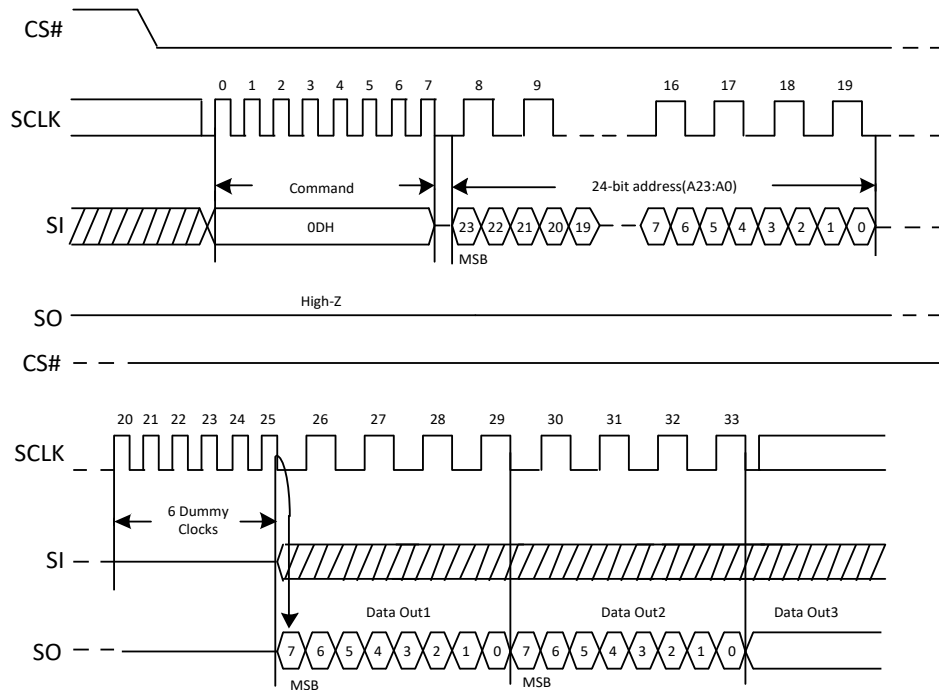 CS#
0 1 2 3 4 5 6 7 8 9 16 17 18 19
SCLK
Command 24-bit address(A23:A0)
SI 0DH 23 22 21 20 19 7 6 5 4 3 2 1 0
MSB
High-Z
SO
CS#
20 21 22 23 24 25 26 27 28 29 30 31 32 33
SCLK
6 Dummy
Clocks
SI
Data Out1 Data Out2 Data Out3
SO 7 6 5 4 3 2 1 0 7 6 5 4 3 2 1 0
MSB MSB